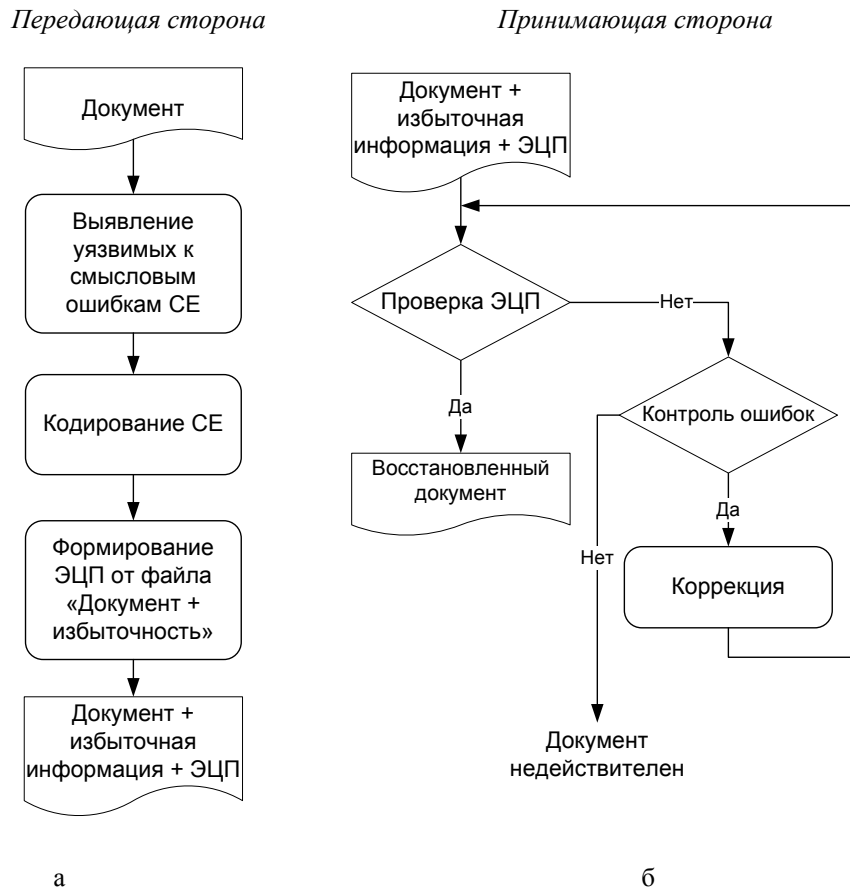 Передающая сторона
Документ
Выявление
уязвимых к
смысловым
ошибкам СЕ
Кодирование СЕ
Формирование
ЭЦП от файла
«Документ +
избыточность»
Документ +
избыточная
информация + ЭЦП
а
Принимающая сторона
Документ +
избыточная
информация + ЭЦП
Проверка ЭЦП
Нет
Да
Контроль ошибок
Восстановленный
документ
Да
Нет
Коррекция
Документ
недействителен
б